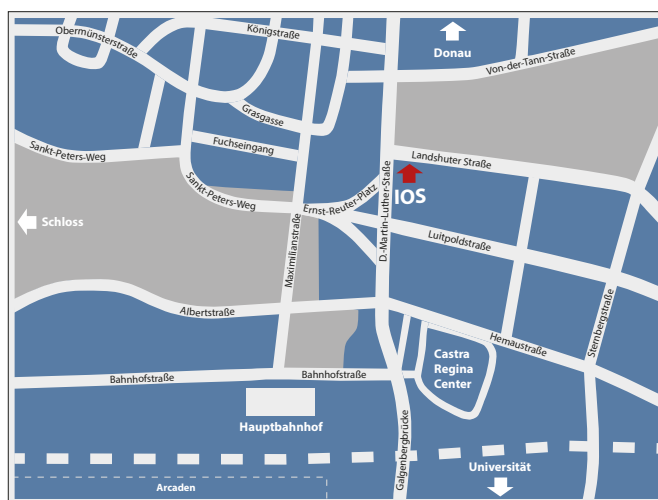 Obermünsterstraße
Königstraße
Donau
Von-der-Tann-Straße
Grasgasse
Fuchseingang
Sankt-Peters-Weg
Landshuter Straße
IOS
Sankt-Peters-Weg
Ernst-Reuter-Platz
D.-Martin-Luther-Staße
Schloss
Maximilianstraße
Luitpoldstraße
Albertstraße
Hemaustraße
Sternbergstraße
Castra
Regina
Center
Bahnhofstraße
Bahnhofstraße
Hauptbahnhof
Galgenbergbrücke
Universität
Arcaden